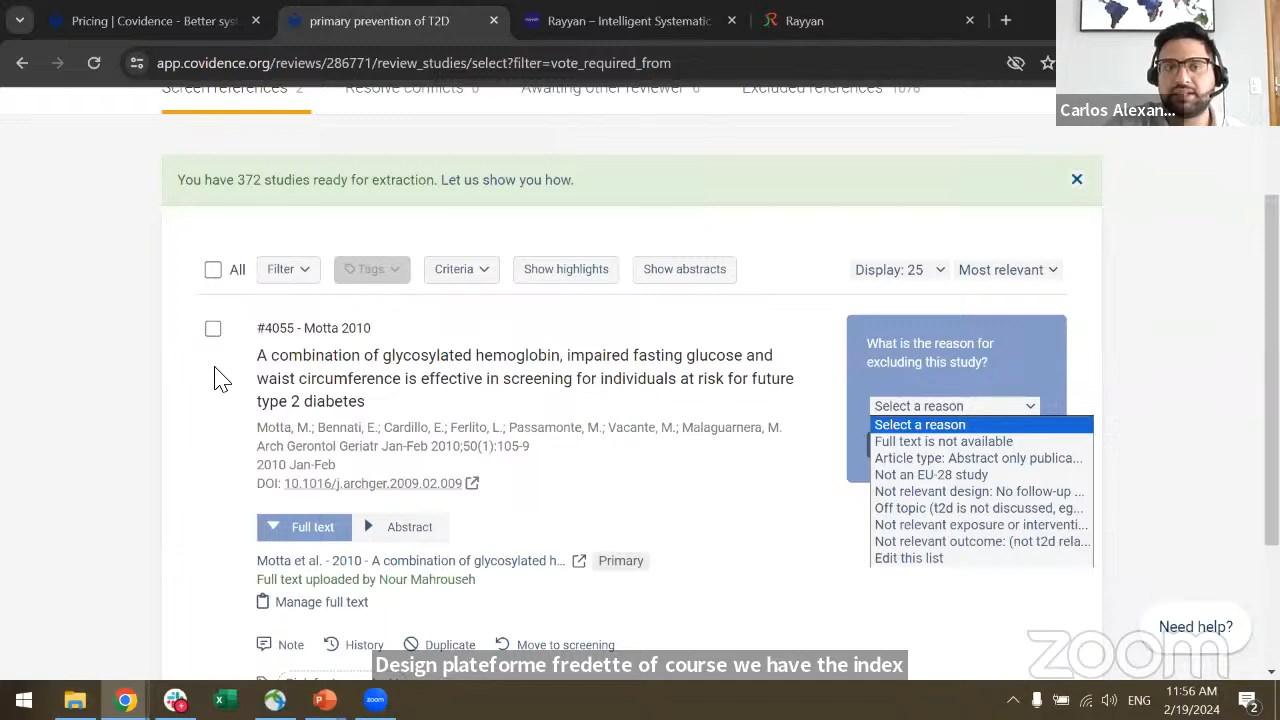 Pricing | Covidence - Better sys
primary prevention of T2D
Rayyan – Intelligent Systematic
Rayyan
app.covidence.org/reviews/286771/review_studies/select?filter=vote_required_from
Screen references 2
Resolve conflicts 0
Awaiting other reviewer 0
Excluded references 1076
Carlos Alexan...
You have 372 studies ready for extraction. Let us show you how.
All
Filter
Tags
Criteria
Show highlights
Show abstracts
Display: 25
Most relevant
#4055 - Motta 2010
A combination of glycosylated hemoglobin, impaired fasting glucose and
waist circumference is effective in screening for individuals at risk for future
type 2 diabetes
Motta, M.; Bennati, E.; Cardillo, E.; Ferlito, L.; Passamonte, M.; Vacante, M.; Malaguarnera, M.
Arch Gerontol Geriatr Jan-Feb 2010;50(1):105-9
2010 Jan-Feb
DOI: 10.1016/j.archger.2009.02.009
Full text
Abstract
Motta et al. - 2010 - A combination of glycosylated h...
Primary
Full text uploaded by Nour Mahrouseh
Manage full text
Note
History
Duplicate
Move to screening
What is the reason for
excluding this study?
Select a reason
Select a reason
Full text is not available
Article type: Abstract only publica...
Not an EU-28 study
Not relevant design: No follow-up ...
Off topic (t2d is not discussed, eg...
Not relevant exposure or interventi...
Not relevant outcome: (not t2d rela...
Edit this list
Need help?
zoom
Design plateforme fredette of course we have the index
zoom
ENG
11:56 AM
2/19/2024
2